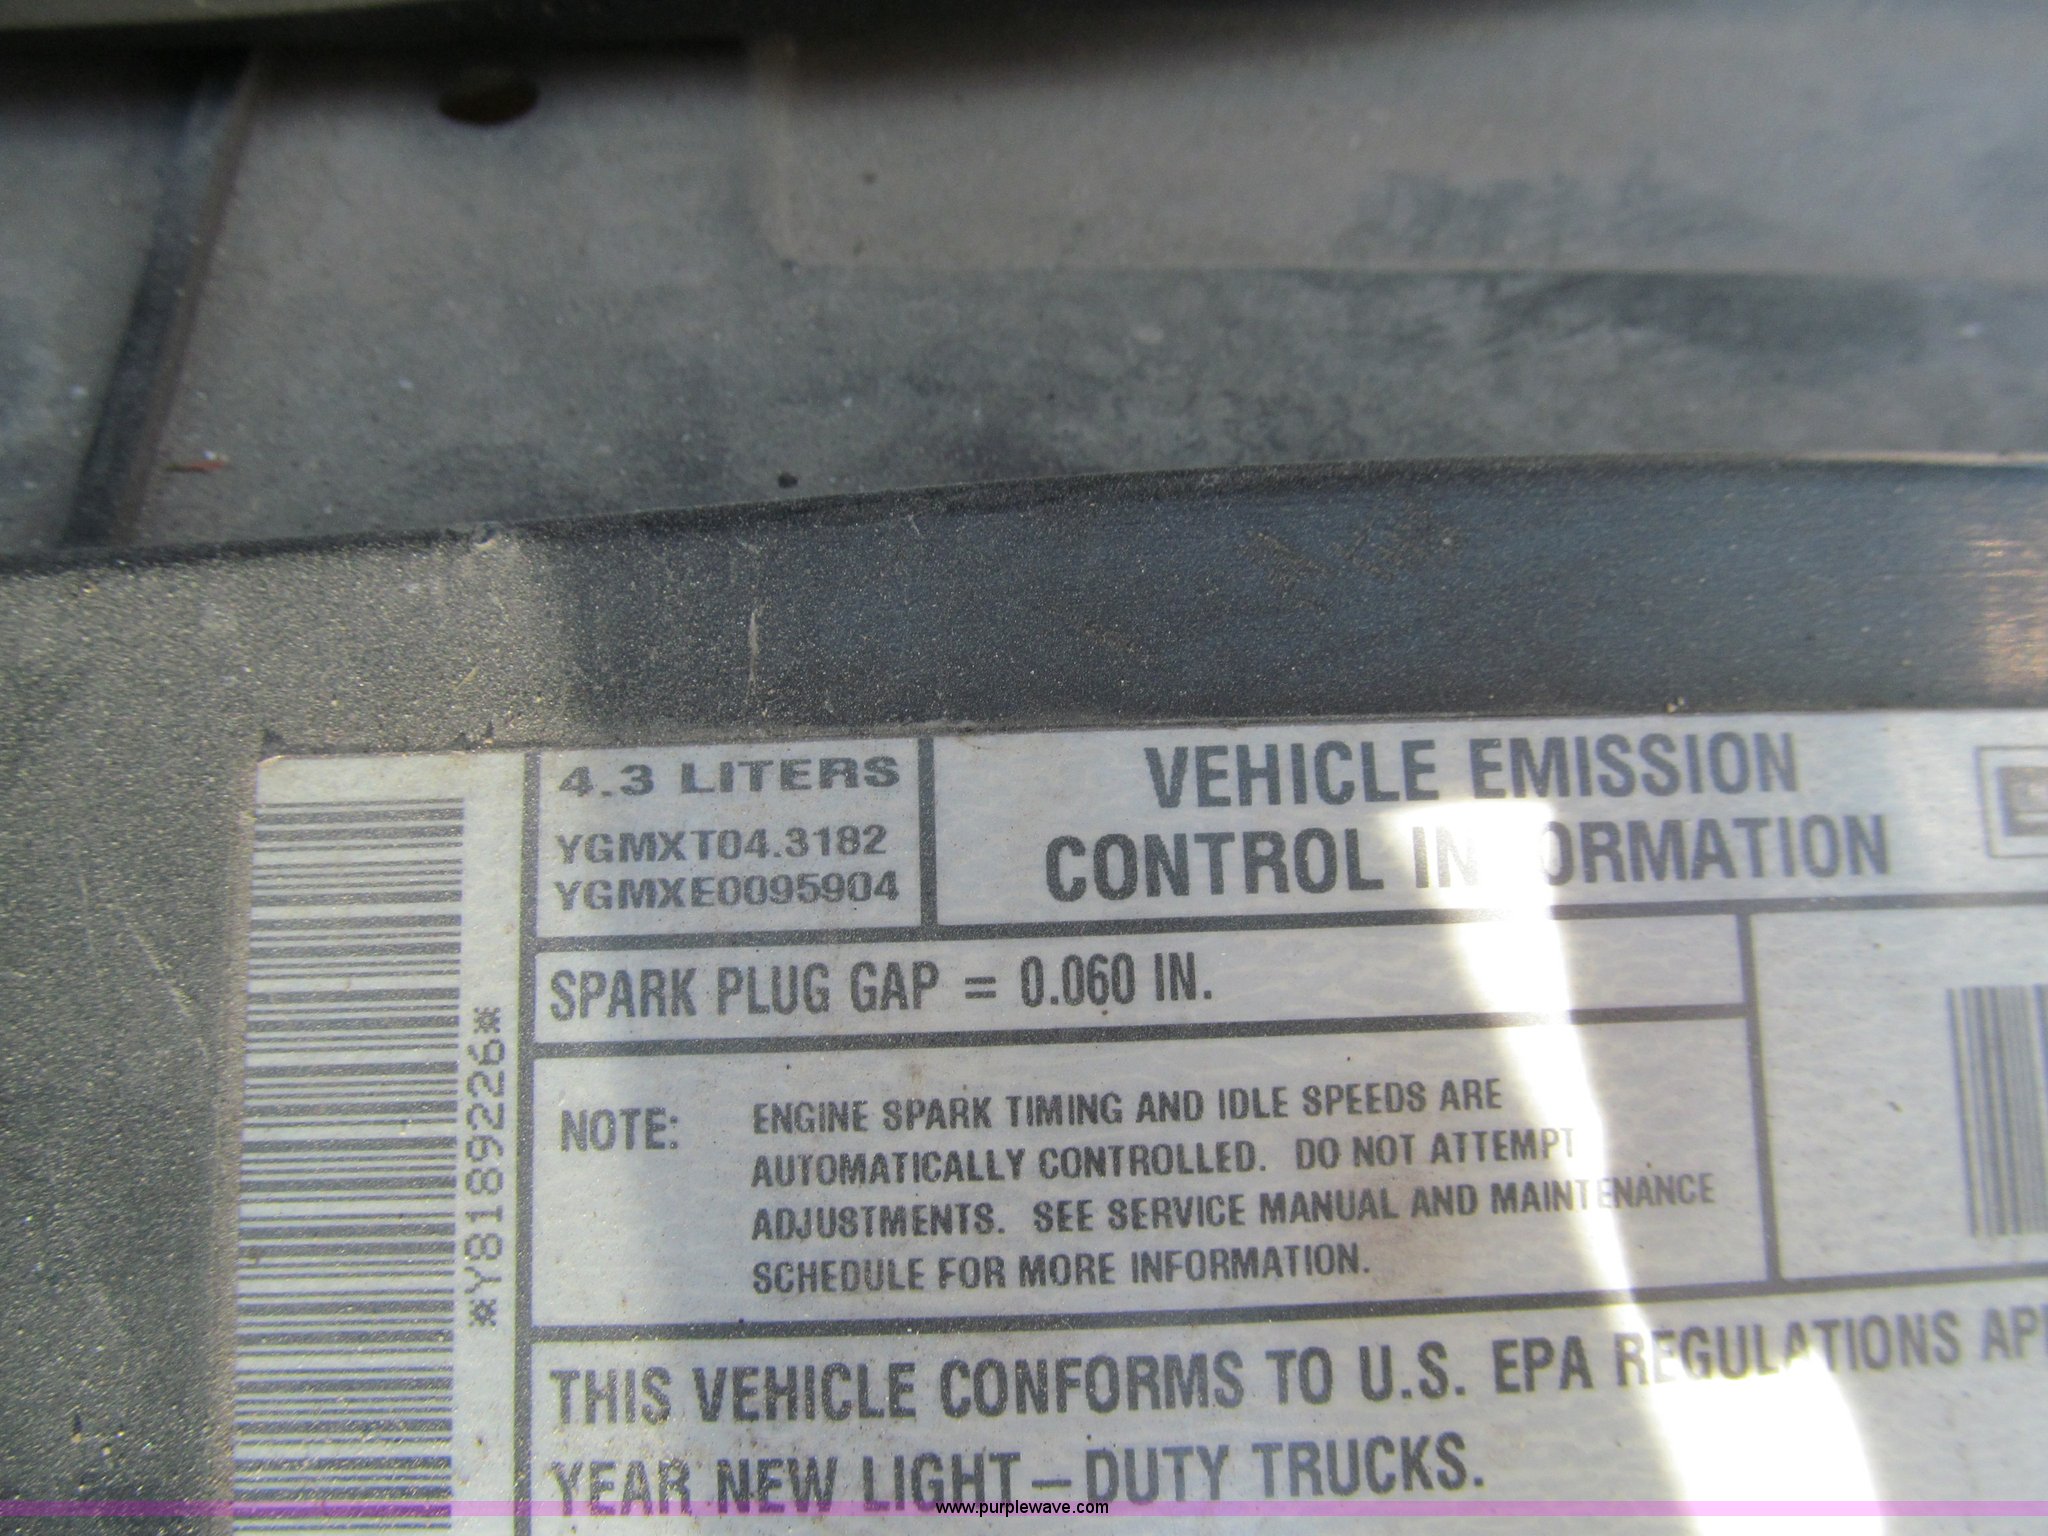 4.3 LITERS
YGMXT04.3182
YGMXE0095904
VEHICLE EMISSION
CONTROL INFORMATION
SPARK PLUG GAP = 0.060 IN.
NOTE: ENGINE SPARK TIMING AND IDLE SPEEDS ARE
AUTOMATICALLY CONTROLLED. DO NOT ATTEMPT
ADJUSTMENTS. SEE SERVICE MANUAL AND MAINTENANCE
SCHEDULE FOR MORE INFORMATION.
THIS VEHICLE CONFORMS TO U.S. EPA REGULATIONS
YEAR NEW LIGHT-DUTY TRUCKS.
*Y8189226*
www.purplewave.com